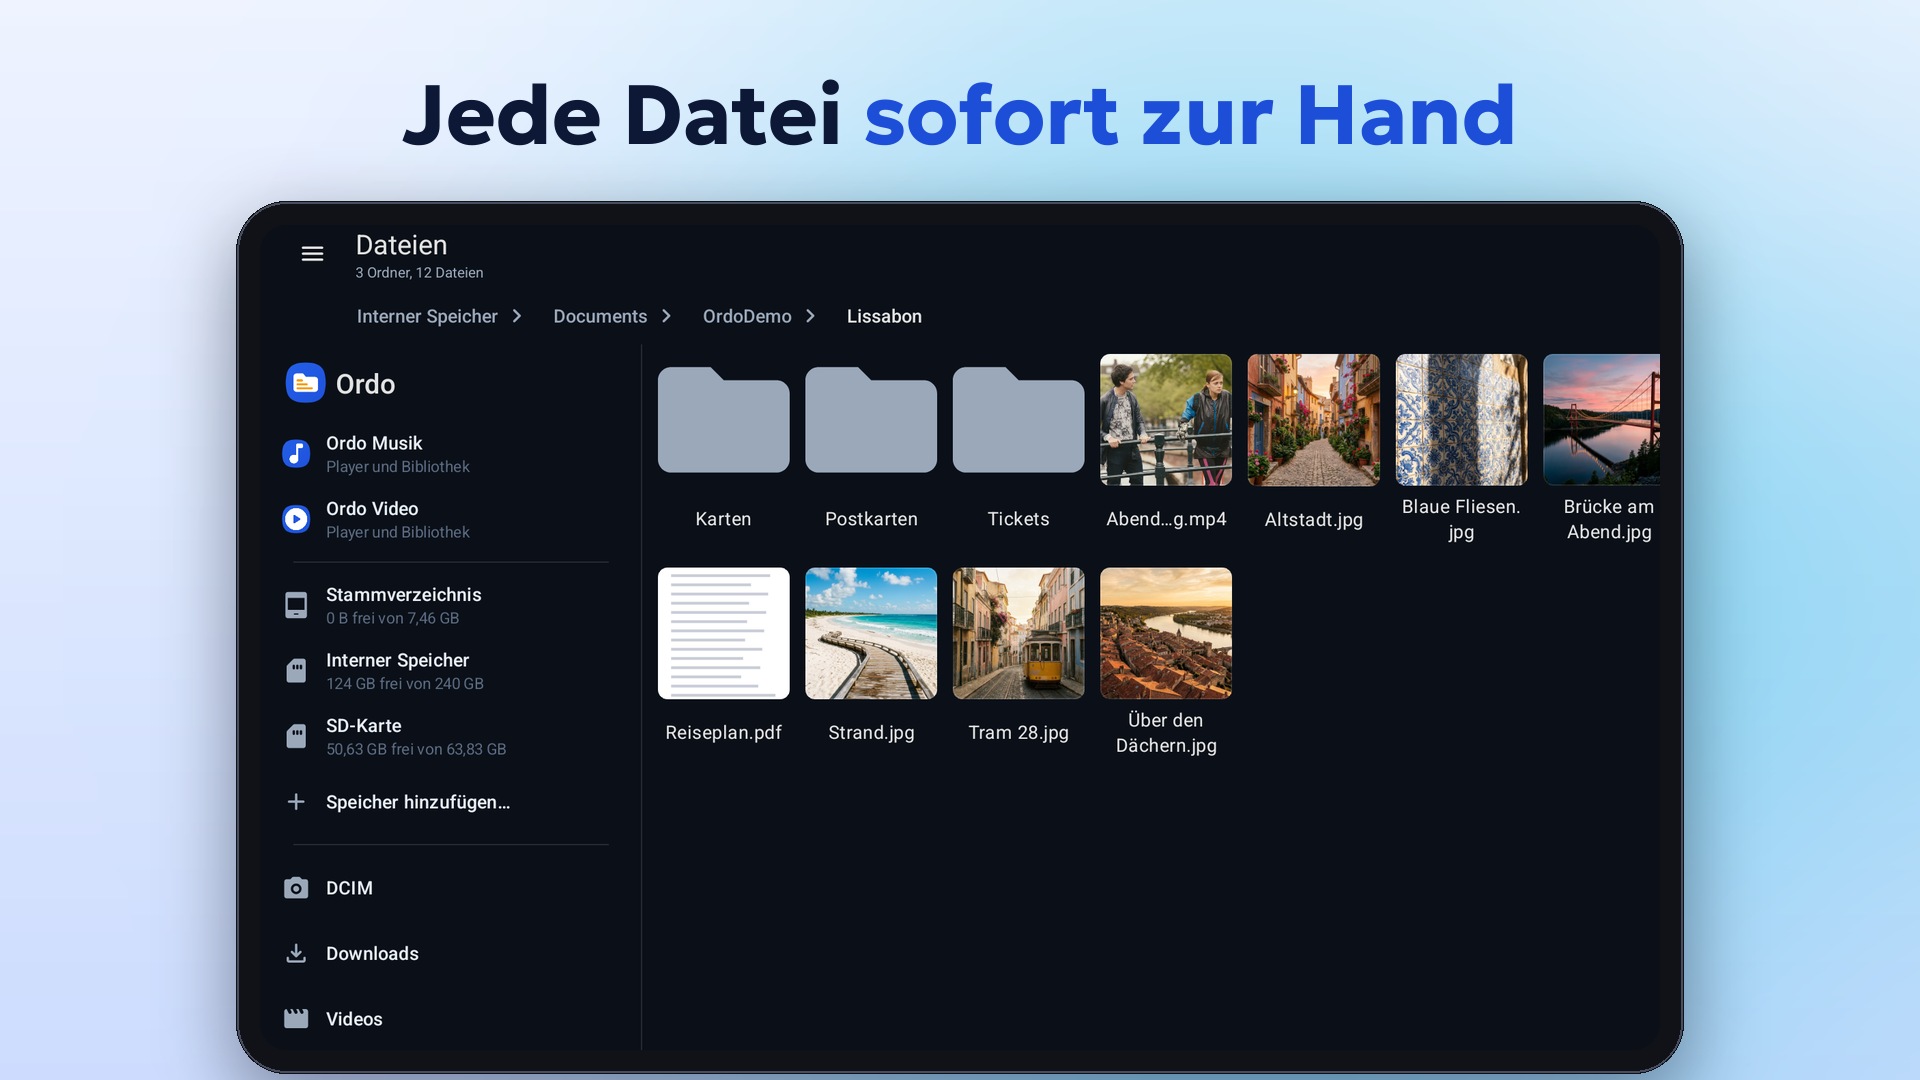 Jede Datei sofort zur Hand
Dateien
3 Ordner, 12 Dateien
Interner Speicher
Documents
OrdoDemo
Lissabon
Ordo
Ordo Musik
Player und Bibliothek
Ordo Video
Player und Bibliothek
Stammverzeichnis
0 B frei von 7,46 GB
Interner Speicher
124 GB frei von 240 GB
SD-Karte
50,63 GB frei von 63,83 GB
Speicher hinzufügen...
DCIM
Downloads
Videos
Karten
Postkarten
Tickets
Abend...g.mp4
Altstadt.jpg
Blaue Fliesen.
jpg
Brücke am
Abend.jpg
Reiseplan.pdf
Strand.jpg
Tram 28.jpg
Über den
Dächern.jpg